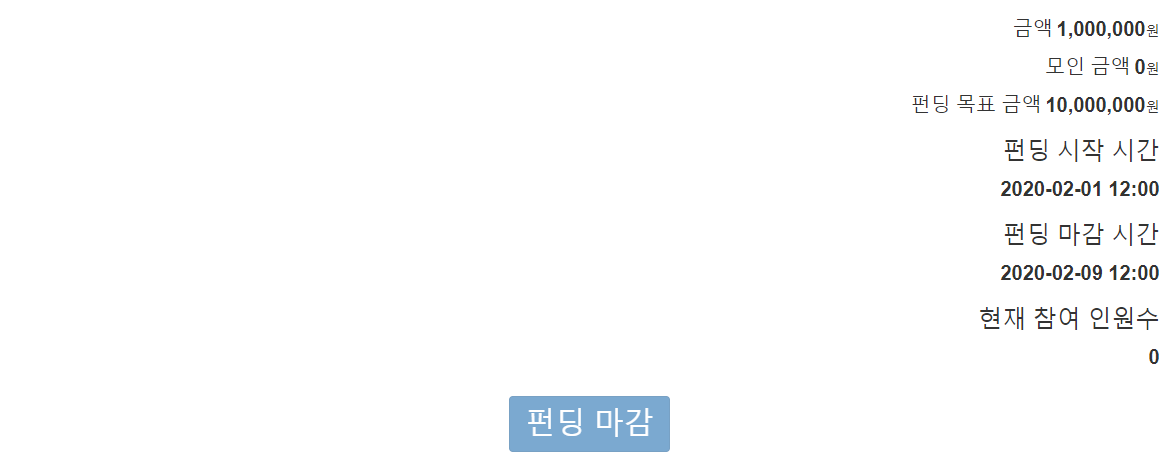 금액 1,000,000원
모인 금액 0원
펀딩 목표 금액 10,000,000원
펀딩 시작 시간
2020-02-01 12:00
펀딩 마감 시간
2020-02-09 12:00
현재 참여 인원수
0
펀딩 마감